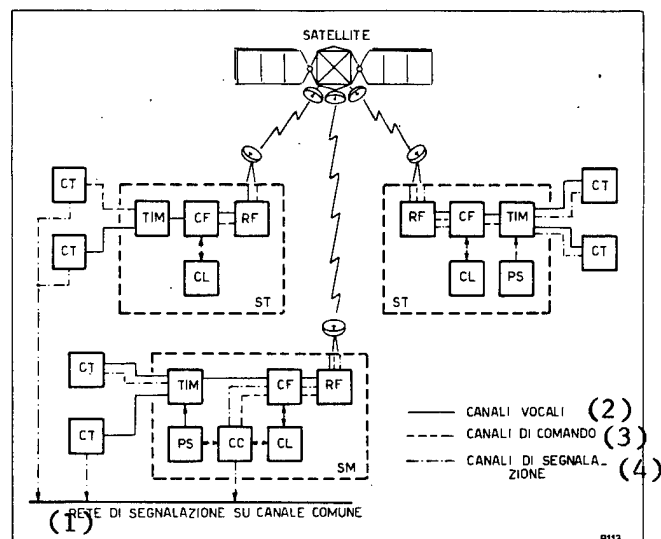 SATELLITE
CT
CT
TIM
CF
RF
CL
ST
RF
CF
TIM
CL
PS
ST
CT
CT
CT
CT
TIM
CF
RF
PS
CC
CL
SM
CANALI VOCALI (2)
CANALI DI COMANDO (3)
CANALI DI SEGNALA_
ZIONE (4)
(1) RETE DI SEGNALAZIONE SU CANALE COMUNE